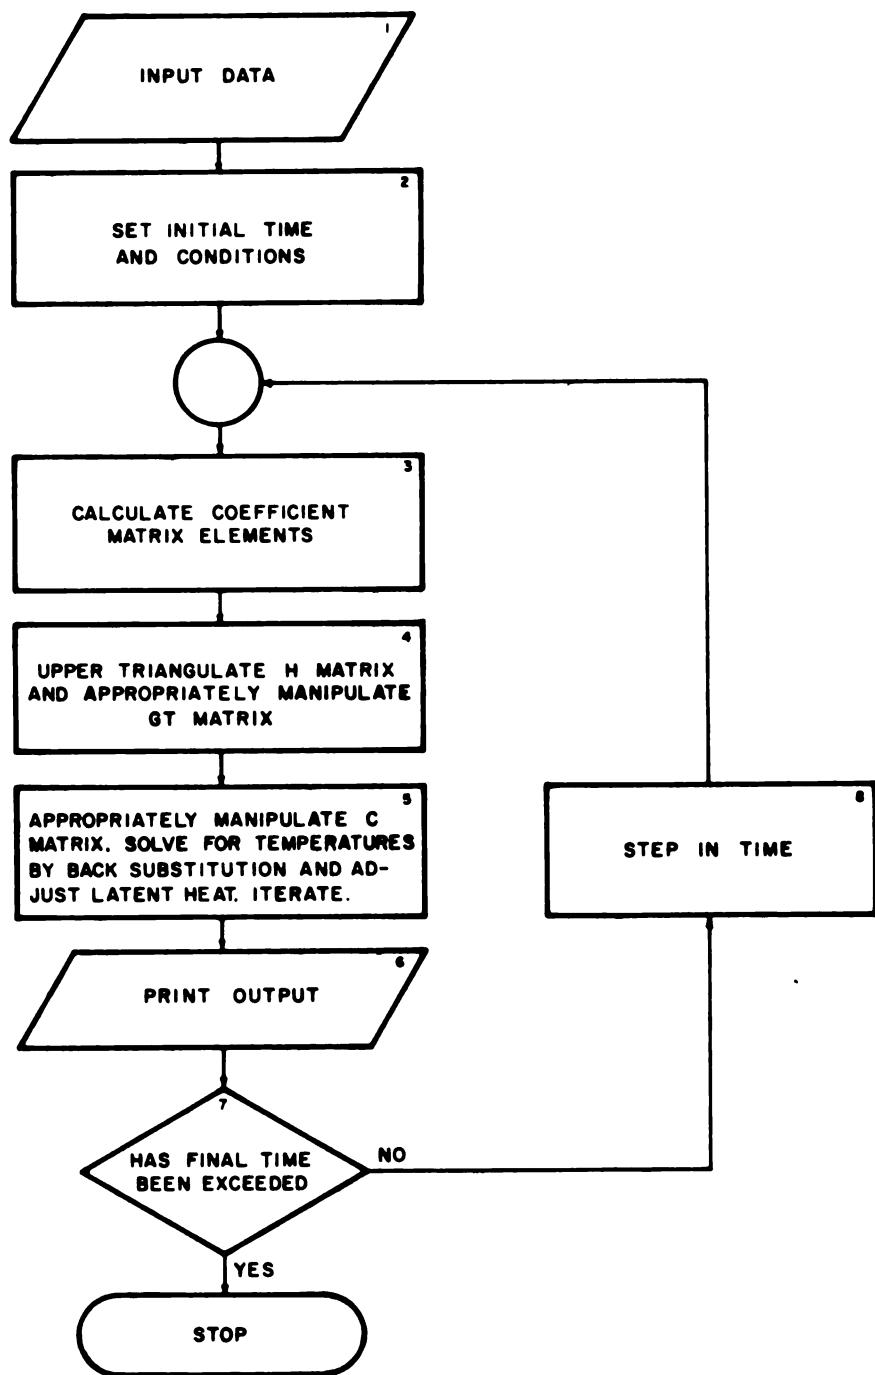 1
INPUT DATA
2
SET INITIAL TIME
AND CONDITIONS
3
CALCULATE COEFFICIENT
MATRIX ELEMENTS
4
UPPER TRIANGULATE H MATRIX
AND APPROPRIATELY MANIPULATE
GT MATRIX
5
APPROPRIATELY MANIPULATE C
MATRIX. SOLVE FOR TEMPERATURES
BY BACK SUBSTITUTION AND AD-
JUST LATENT HEAT. ITERATE.
8
STEP IN TIME
6
PRINT OUTPUT
7
HAS FINAL TIME
BEEN EXCEEDED
NO
YES
STOP